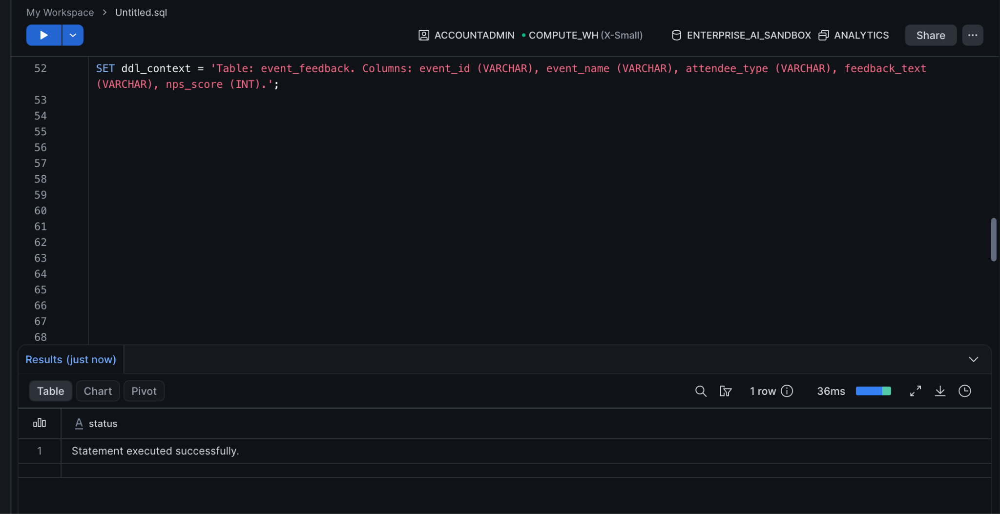 My Workspace > Untitled.sql
ACCOUNTADMIN • COMPUTE_WH (X-Small) ENTERPRISE_AI_SANDBOX ANALYTICS Share ...
52 SET ddl_context = 'Table: event_feedback. Columns: event_id (VARCHAR), event_name (VARCHAR), attendee_type (VARCHAR), feedback_text
(VARCHAR), nps_score (INT).';
53
54
55
56
57
58
59
60
61
62
63
64
65
66
67
68
Results (just now)
Table Chart Pivot 1 row 36ms
A status
1 Statement executed successfully.